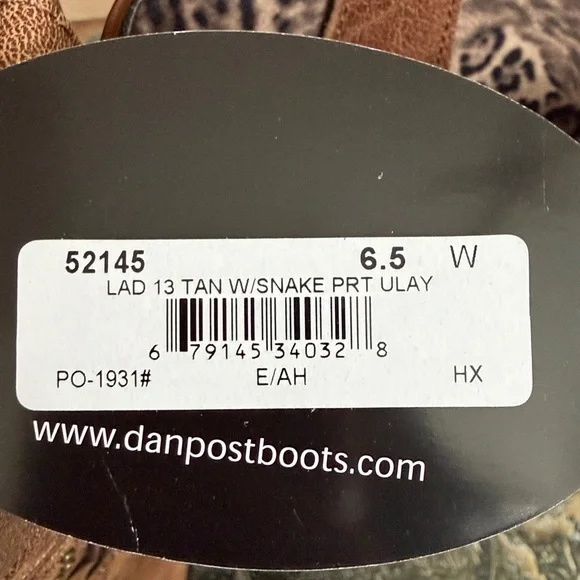 52145 6.5 W
LAD 13 TAN W/SNAKE PRT ULAY
6 79145 34032 8
PO-1931# E/AH HX
www.danpostboots.com